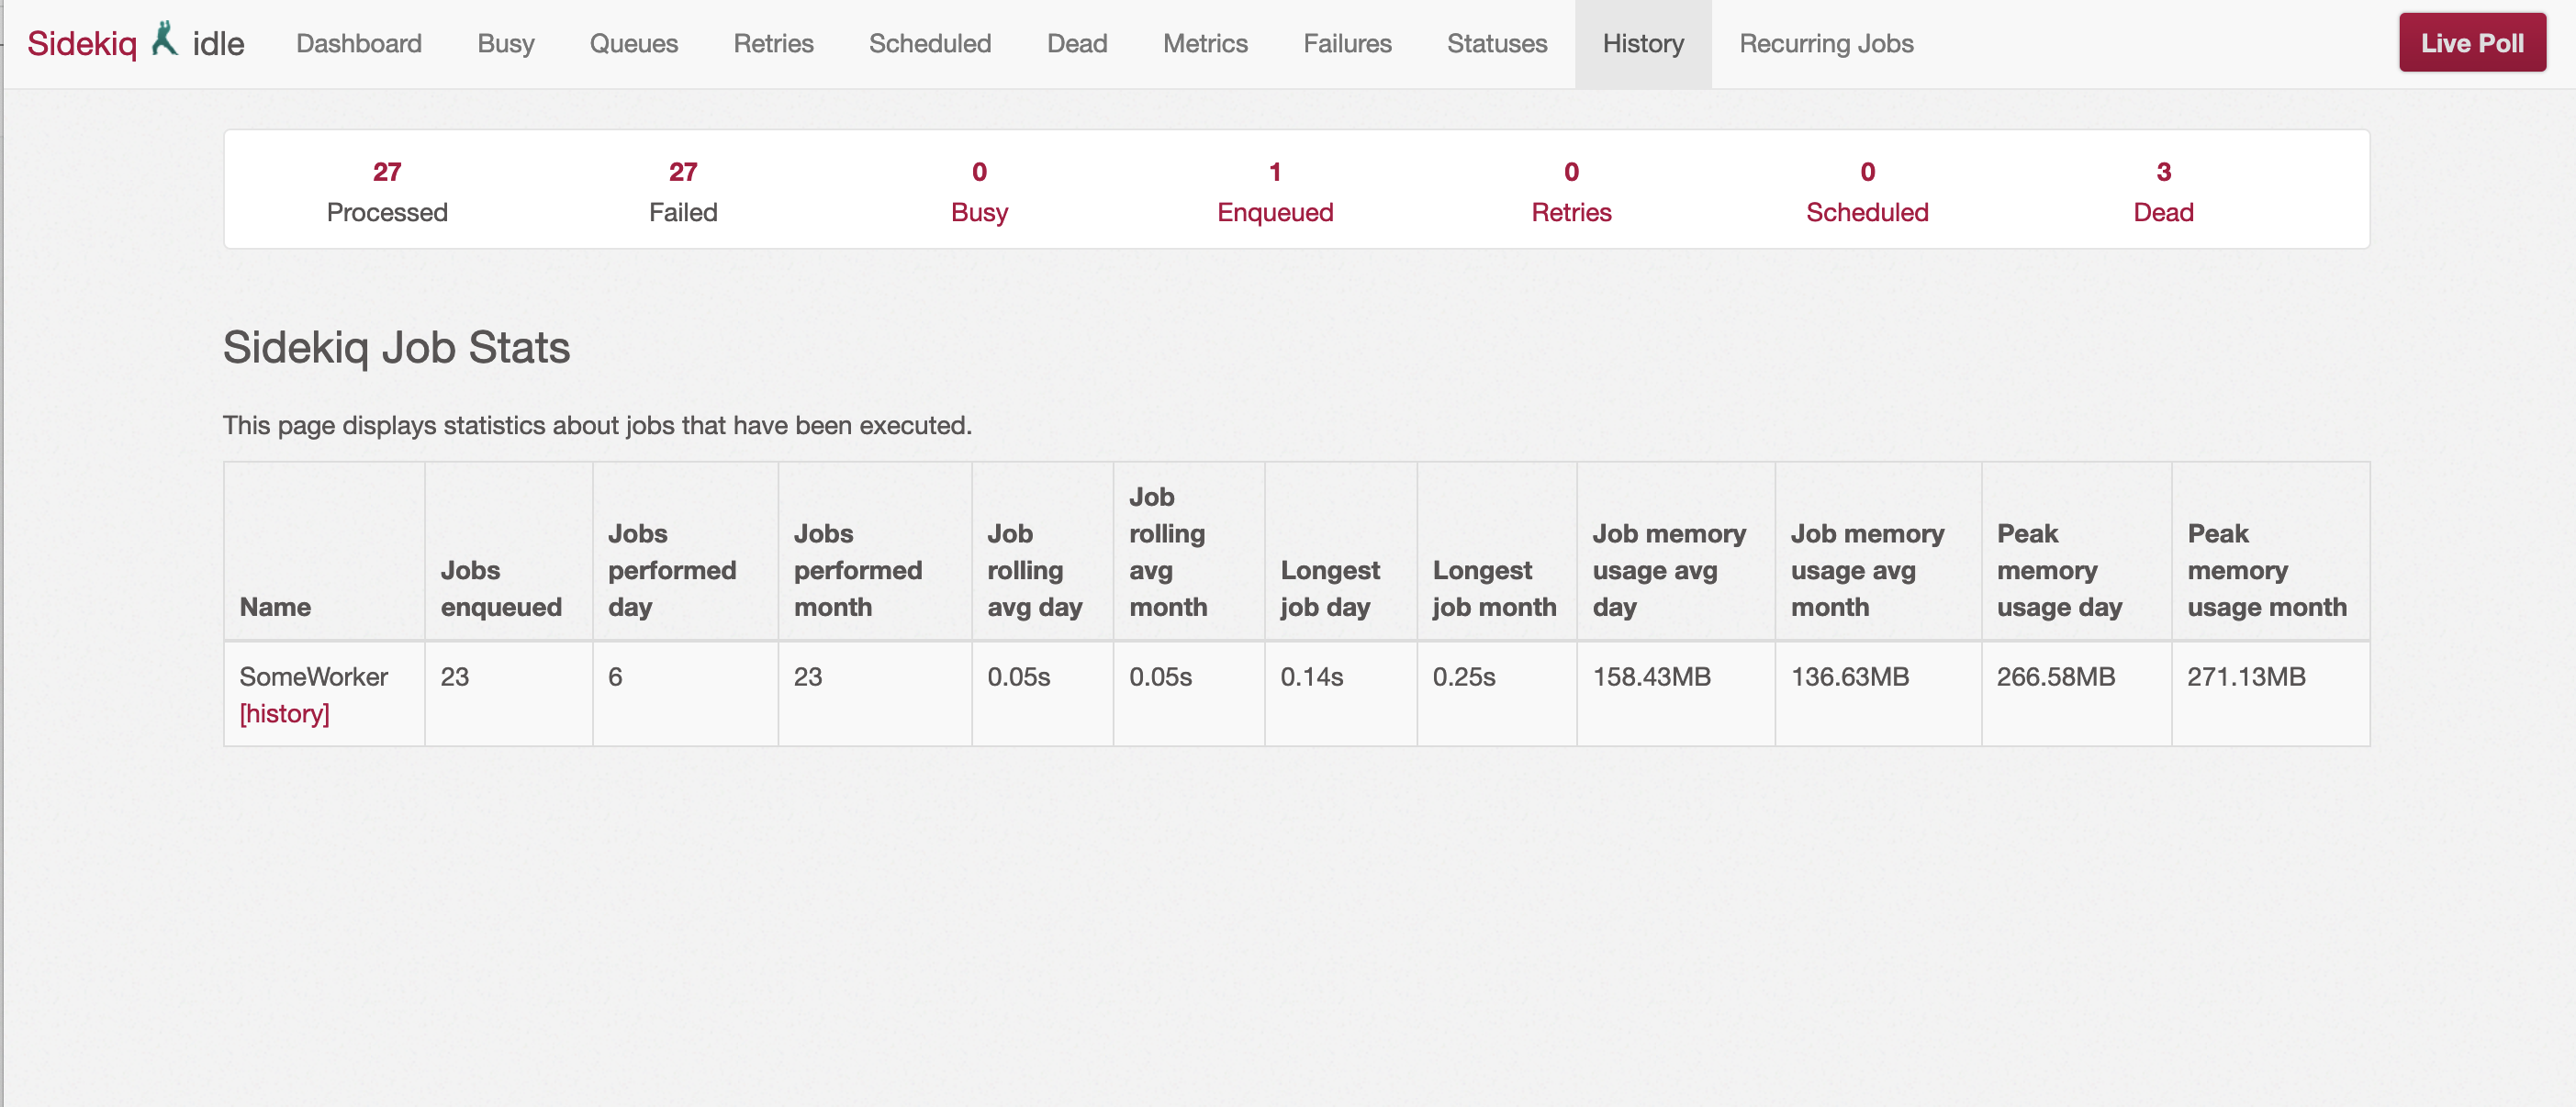 Sidekiq idle Dashboard Busy Queues Retries Scheduled Dead Metrics Failures Statuses History Recurring Jobs Live Poll
27 27 0 1 0 0 3
Processed Failed Busy Enqueued Retries Scheduled Dead
Sidekiq Job Stats
This page displays statistics about jobs that have been executed.
Name
Jobs
enqueued
Jobs
performed
day
Jobs
performed
month
Job
rolling
avg day
Job
rolling
avg
month
Longest
job day
Longest
job month
Job memory
usage avg
day
Job memory
usage avg
month
Peak
memory
usage day
Peak
memory
usage month
SomeWorker 23 6 23 0.05s 0.05s 0.14s 0.25s 158.43MB 136.63MB 266.58MB 271.13MB
[history]